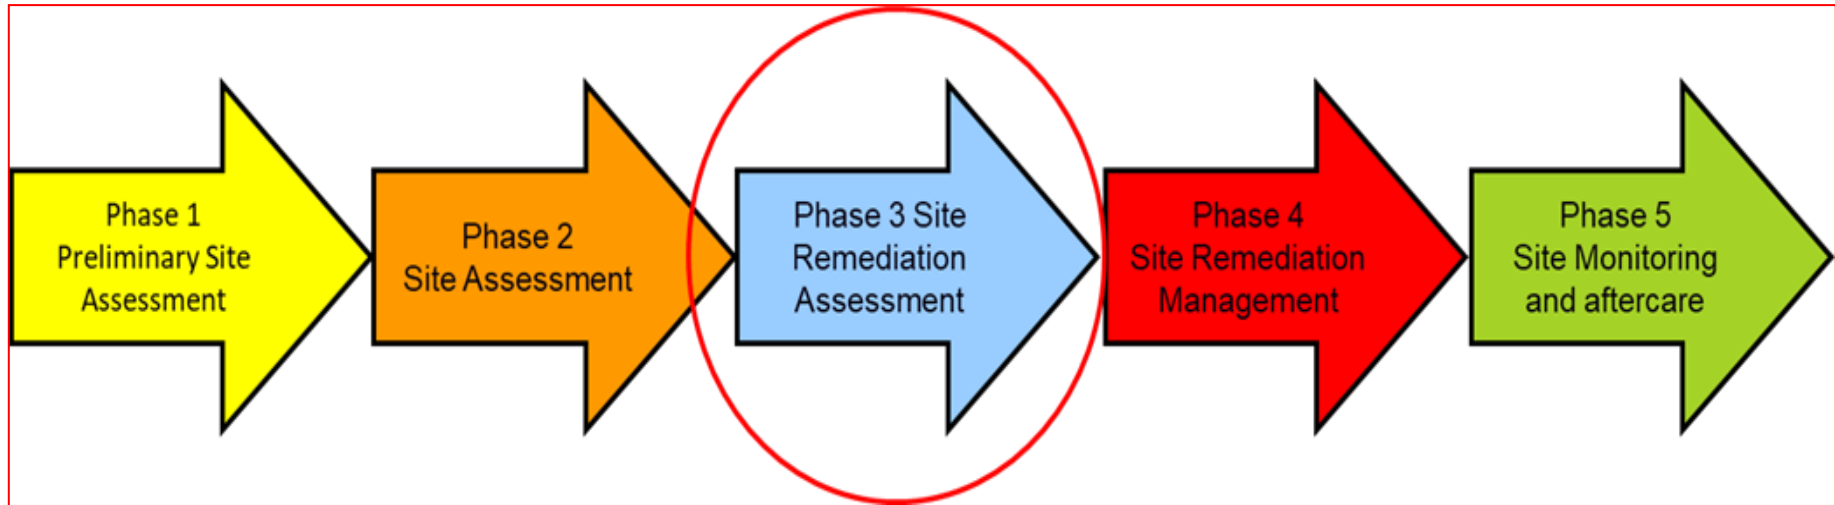 Phase 1
Preliminary Site
Assessment
Phase 2
Site Assessment
Phase 3 Site
Remediation
Assessment
Phase 4
Site Remediation
Management
Phase 5
Site Monitoring
and aftercare